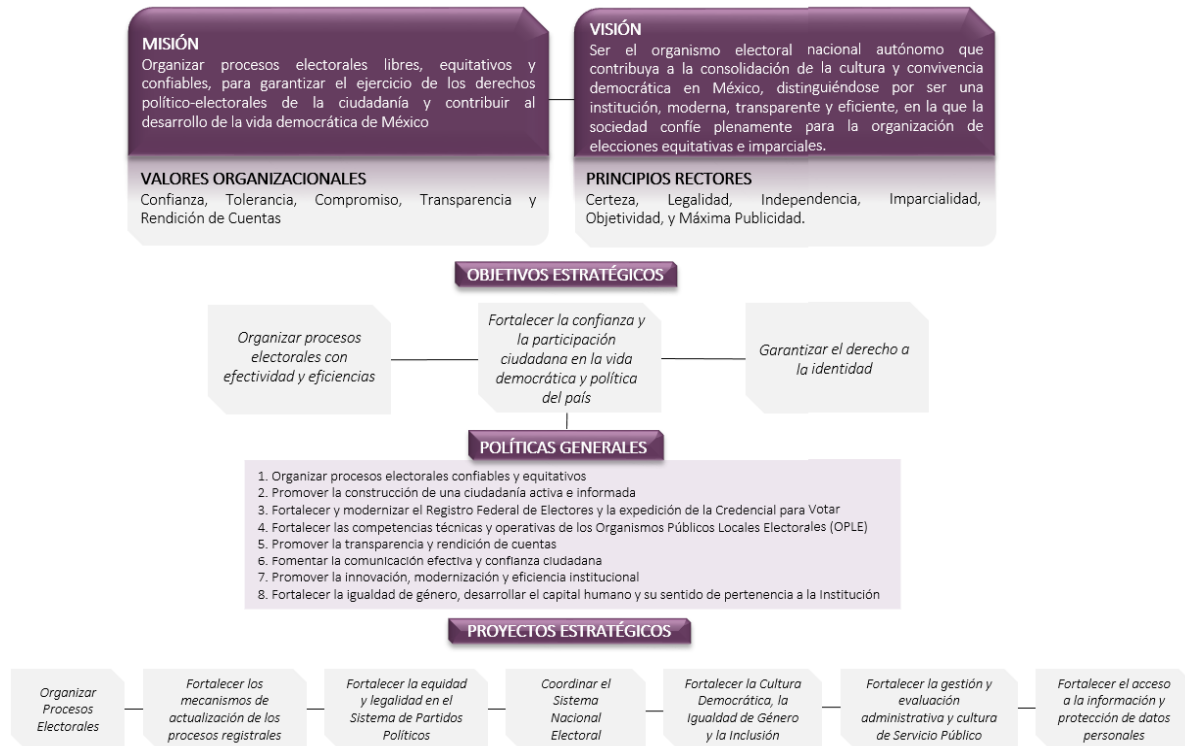 MISIÓN
Organizar procesos electorales libres, equitativos y
confiables, para garantizar el ejercicio de los derechos
político-electorales de la ciudadanía y contribuir al
desarrollo de la vida democrática de México
VISIÓN
Ser el organismo electoral nacional autónomo que
contribuya a la consolidación de la cultura y convivencia
democrática en México, distinguiéndose por ser una
institución, moderna, transparente y eficiente, en la que la
sociedad confíe plenamente para la organización de
elecciones equitativas e imparciales.
VALORES ORGANIZACIONALES
Confianza, Tolerancia, Compromiso, Transparencia y
Rendición de Cuentas
PRINCIPIOS RECTORES
Certeza, Legalidad, Independencia, Imparcialidad,
Objetividad, y Máxima Publicidad.
OBJETIVOS ESTRATÉGICOS
Organizar procesos
electorales con
efectividad y eficiencias
Fortalecer la confianza y
la participación
ciudadana en la vida
democrática y política
del país
Garantizar el derecho a
la identidad
POLÍTICAS GENERALES
1. Organizar procesos electorales confiables y equitativos
2. Promover la construcción de una ciudadanía activa e informada
3. Fortalecer y modernizar el Registro Federal de Electores y la expedición de la Credencial para Votar
4. Fortalecer las competencias técnicas y operativas de los Organismos Públicos Locales Electorales (OPLE)
5. Promover la transparencia y rendición de cuentas
6. Fomentar la comunicación efectiva y confianza ciudadana
7. Promover la innovación, modernización y eficiencia institucional
8. Fortalecer la igualdad de género, desarrollar el capital humano y su sentido de pertenencia a la Institución
PROYECTOS ESTRATÉGICOS
Organizar
Procesos
Electorales
Fortalecer los
mecanismos de
actualización de los
procesos registrales
Fortalecer la equidad
y legalidad en el
Sistema de Partidos
Políticos
Coordinar el
Sistema
Nacional
Electoral
Fortalecer la Cultura
Democrática, la
Igualdad de Género
y la Inclusión
Fortalecer la gestión y
evaluación
administrativa y cultura
de Servicio Público
Fortalecer el acceso
a la información y
protección de datos
personales